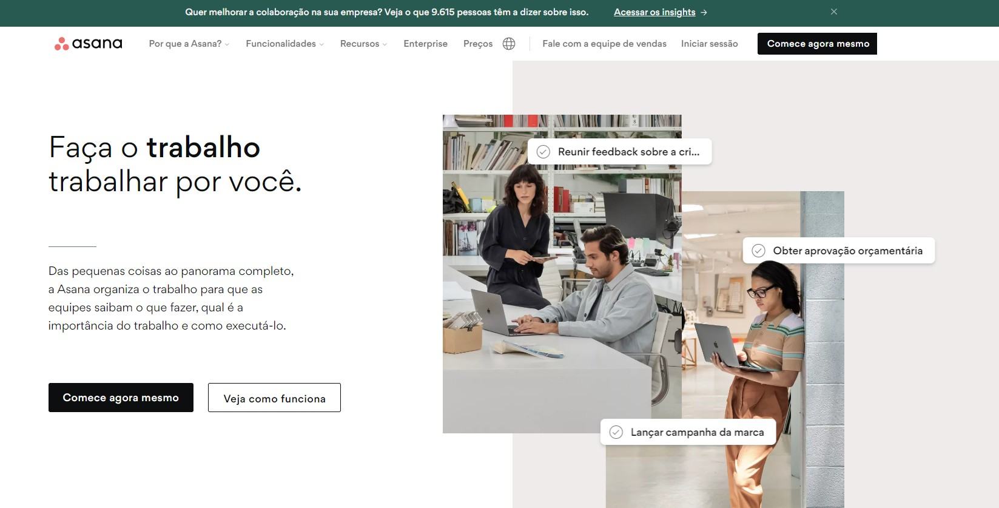 Quer melhorar a colaboração na sua empresa? Veja o que 9.615 pessoas têm a dizer sobre isso. Acessar os insights →
asana Por que a Asana? Funcionalidades Recursos Enterprise Preços Fale com a equipe de vendas Iniciar sessão Comece agora mesmo
Faça o trabalho
trabalhar por você.
Das pequenas coisas ao panorama completo,
a Asana organiza o trabalho para que as
equipes saibam o que fazer, qual é a
importância do trabalho e como executá-lo.
Comece agora mesmo Veja como funciona
Reunir feedback sobre a cri...
Obter aprovação orçamentária
Lançar campanha da marca